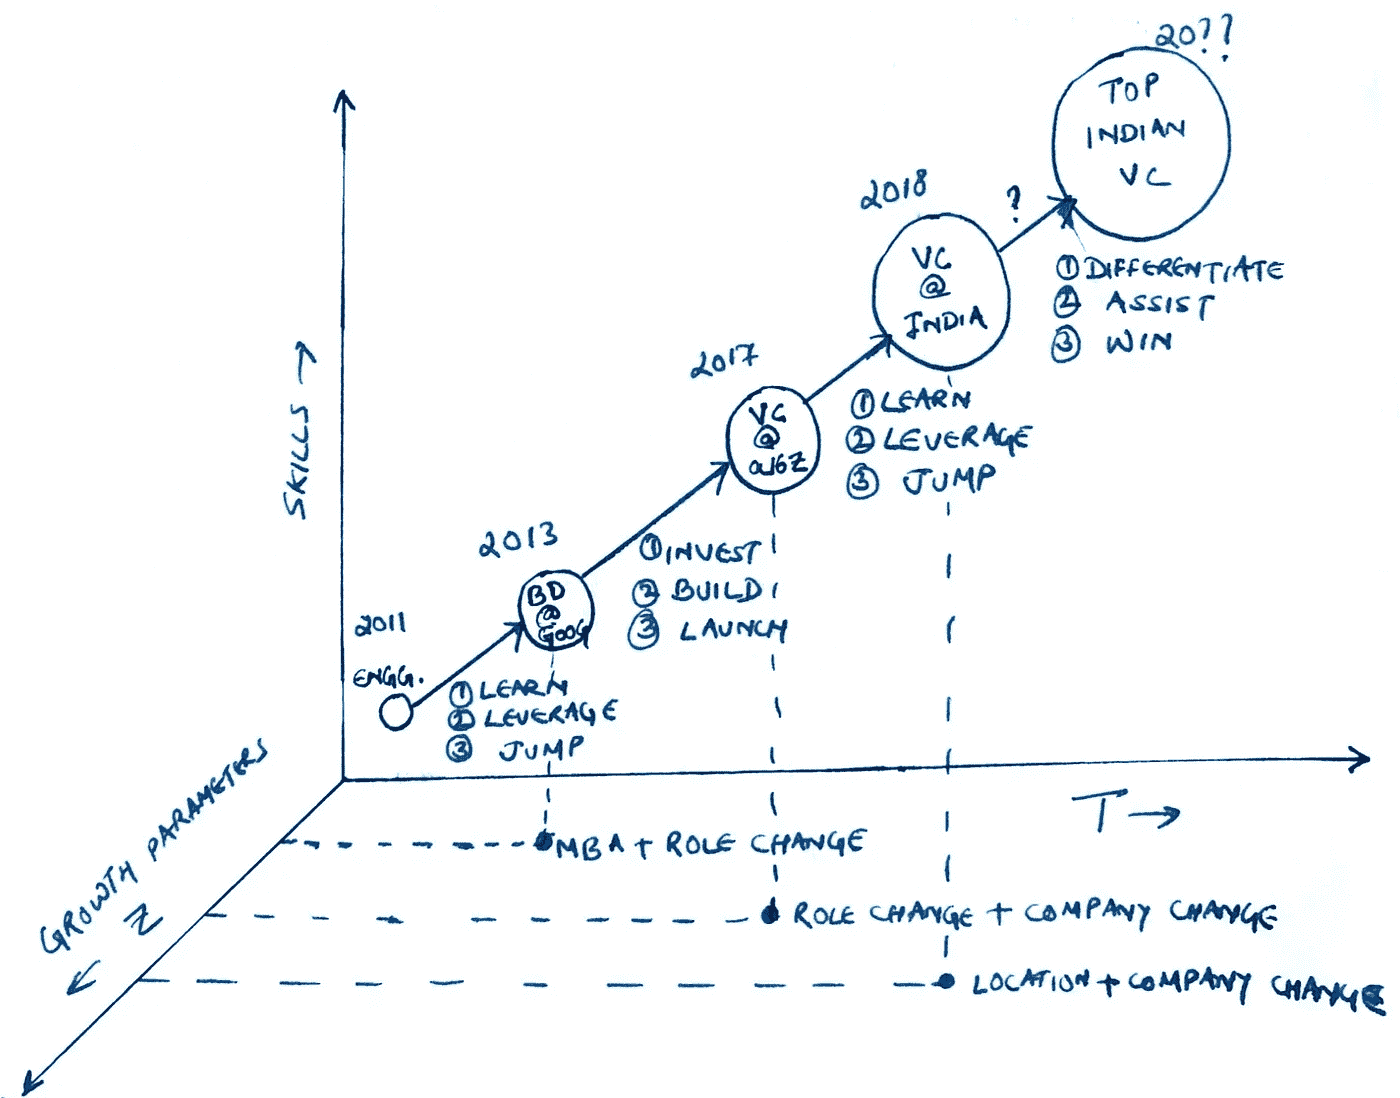 20??
TOP
INDIAN
VC
2018
?
VC
@
INDIA
① DIFFERENTIATE
② ASSIST
③ WIN
2017
VC
@
a16z
① LEARN
② LEVERAGE
③ JUMP
SKILLS →
2013
BD
@
GOOG
① INVEST
② BUILD
③ LAUNCH
2011
ENGG.
① LEARN
② LEVERAGE
③ JUMP
T →
GROWTH PARAMETERS
Z
←
MBA + ROLE CHANGE
ROLE CHANGE + COMPANY CHANGE
LOCATION + COMPANY CHANGE